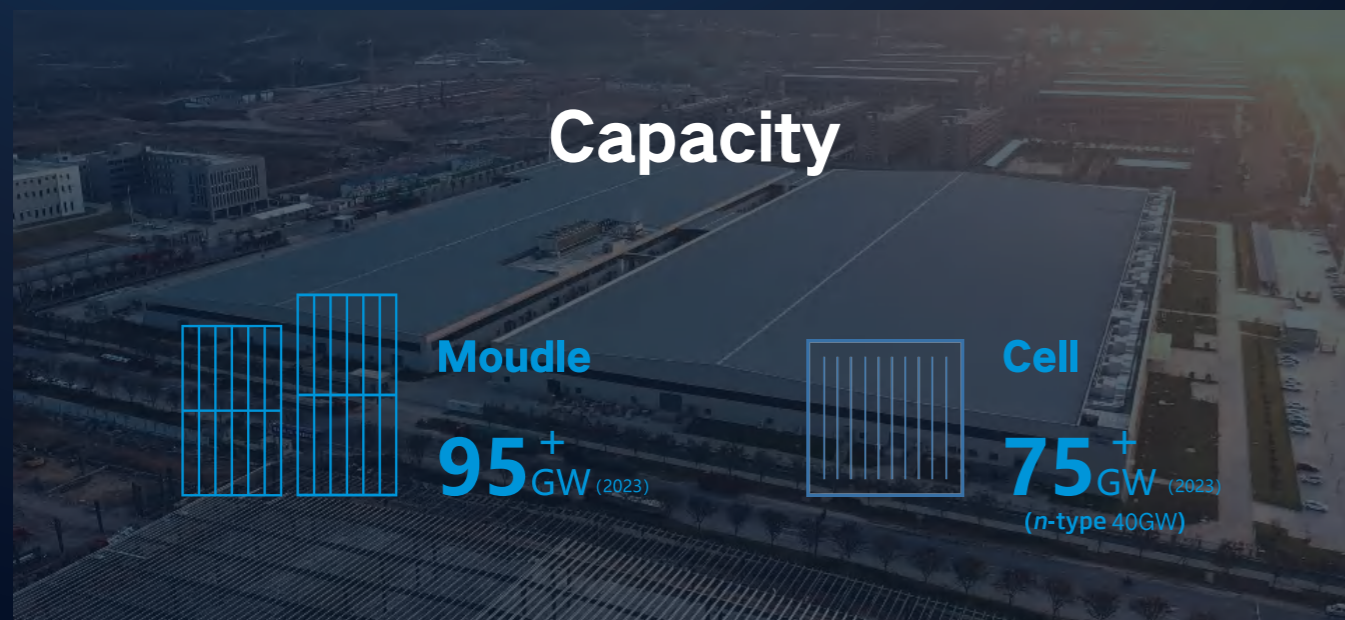 Capacity
Moudle
95+GW (2023)
Cell
75+GW (2023)
(n-type 40GW)